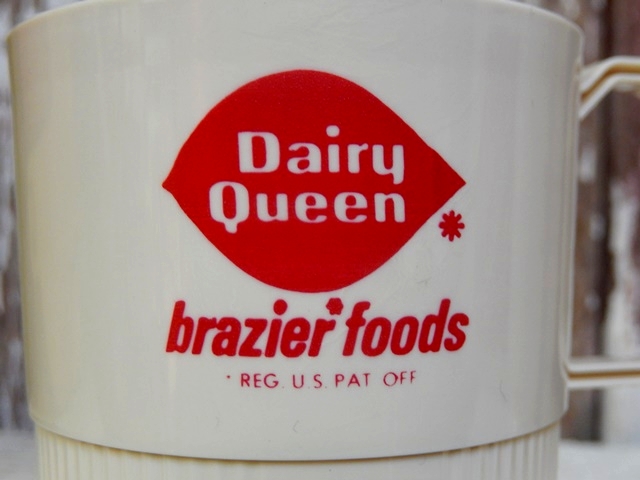 Dairy
Queen*
brazier* foods
* REG. U.S. PAT OFF